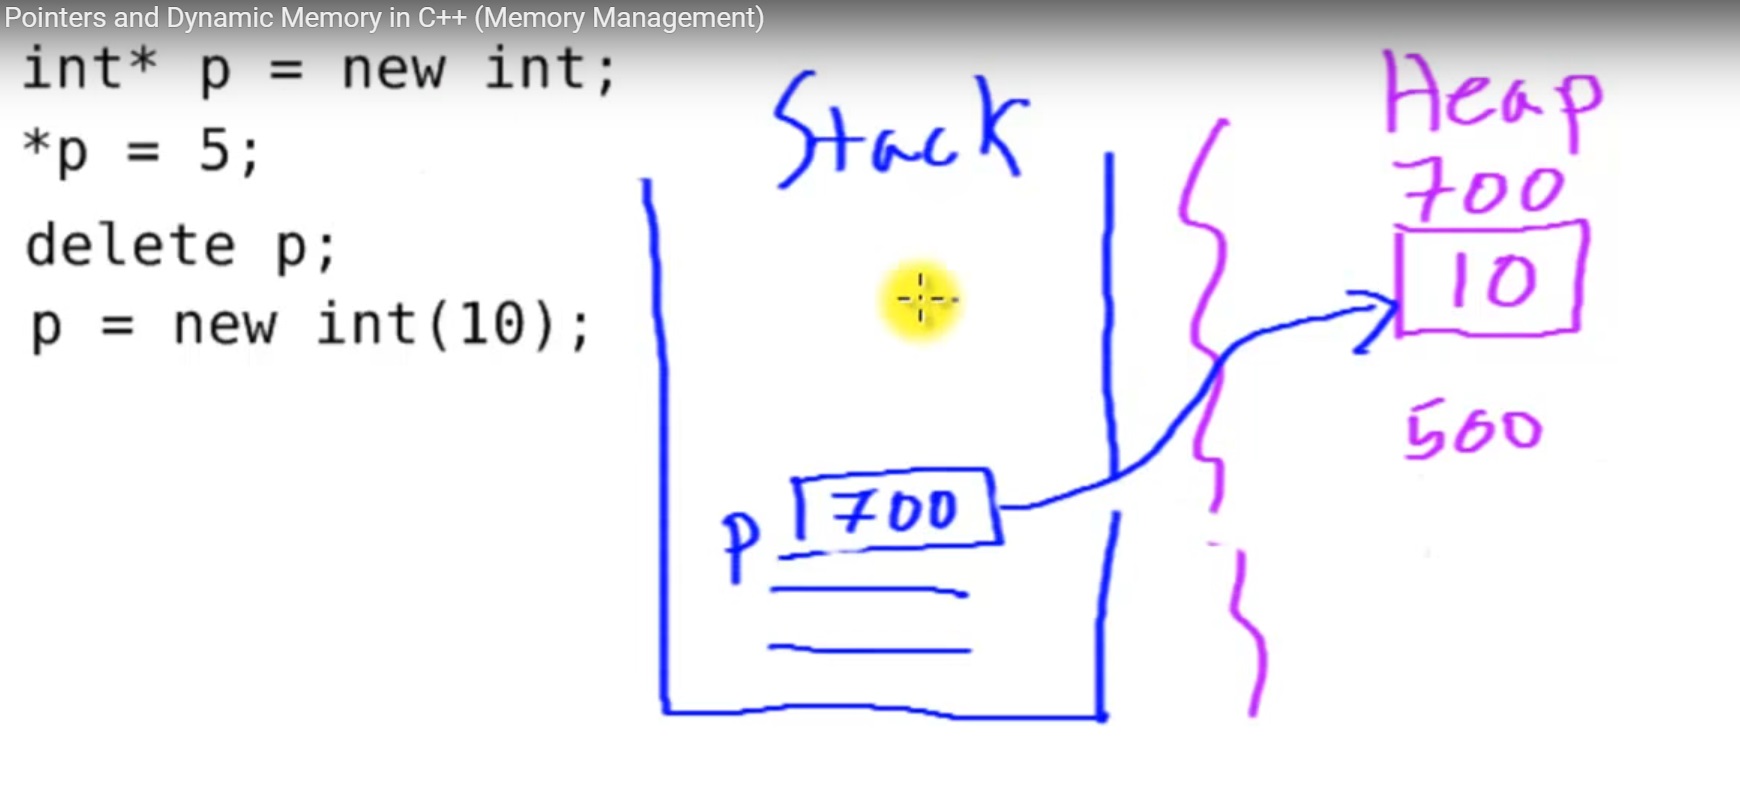 Pointers and Dynamic Memory in C++ (Memory Management)
int* p = new int;
*p = 5;
delete p;
p = new int(10);
Stack
p 700
Heap
700
10
500